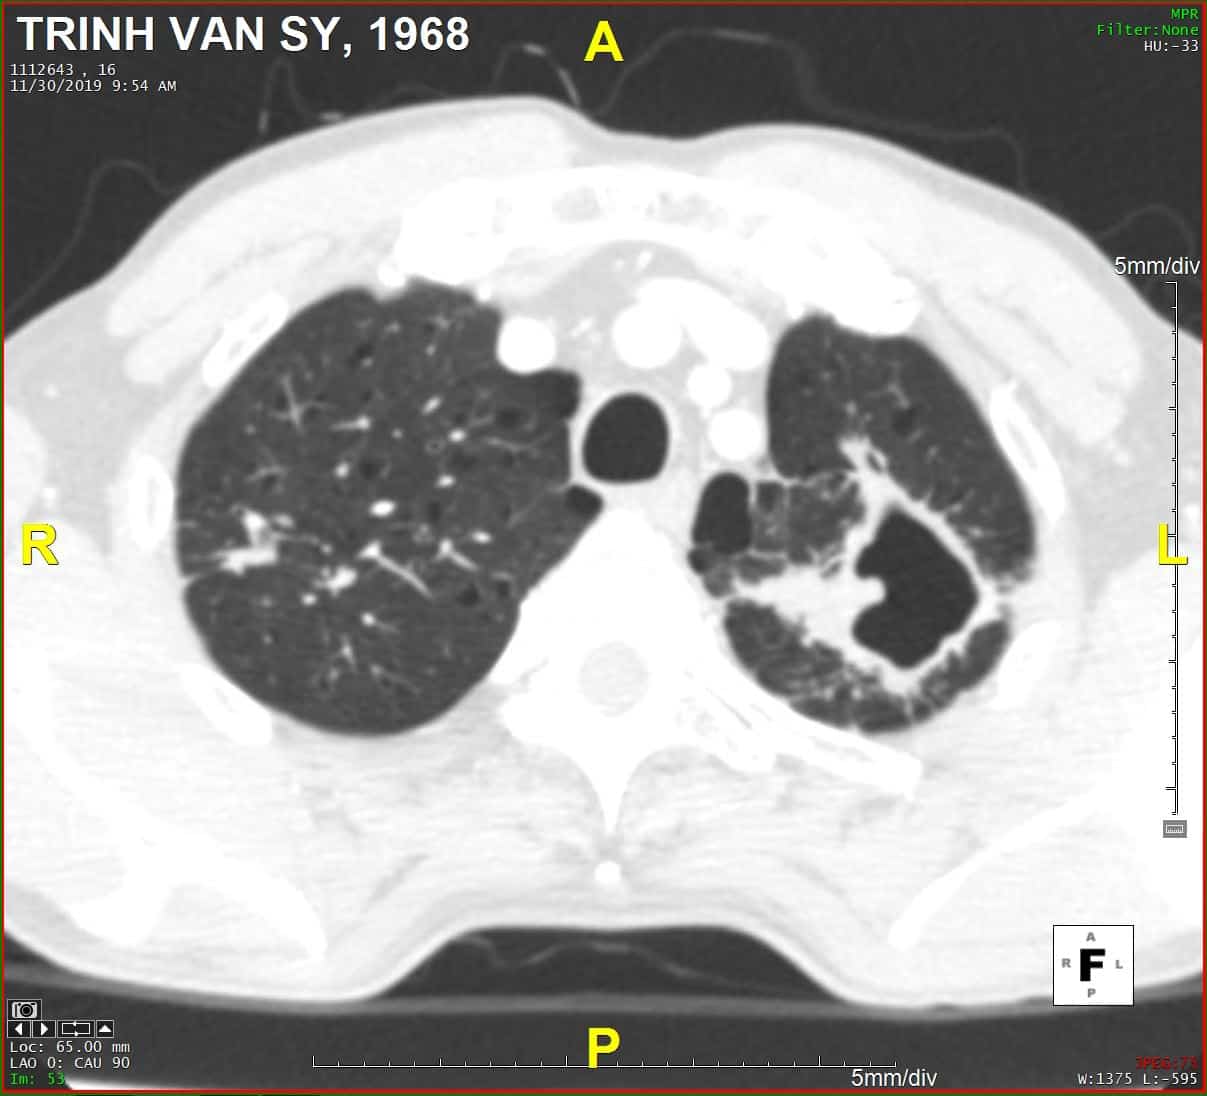 TRINH VAN SY, 1968
1112643 , 16
11/30/2019 9:54 AM
A
MPR
Filter:None
HU:-33
5mm/div
R
L
A
R F L
P
Loc: 65.00 mm
LAO 0: CAU 90
Im: 53
P
5mm/div
W:1375 L:-595